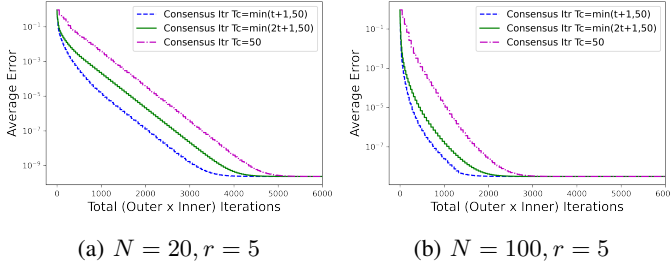 Consensus Itr Tc=min(t+1,50)
Consensus Itr Tc=min(2t+1,50)
Consensus Itr Tc=50
Average Error
10⁻¹
10⁻³
10⁻⁵
10⁻⁷
10⁻⁹
0 1000 2000 3000 4000 5000 6000
Total (Outer x Inner) Iterations
(a) N = 20, r = 5
Consensus Itr Tc=min(t+1,50)
Consensus Itr Tc=min(2t+1,50)
Consensus Itr Tc=50
Average Error
10⁻¹
10⁻³
10⁻⁵
10⁻⁷
0 1000 2000 3000 4000 5000 6000
Total (Outer x Inner) Iterations
(b) N = 100, r = 5